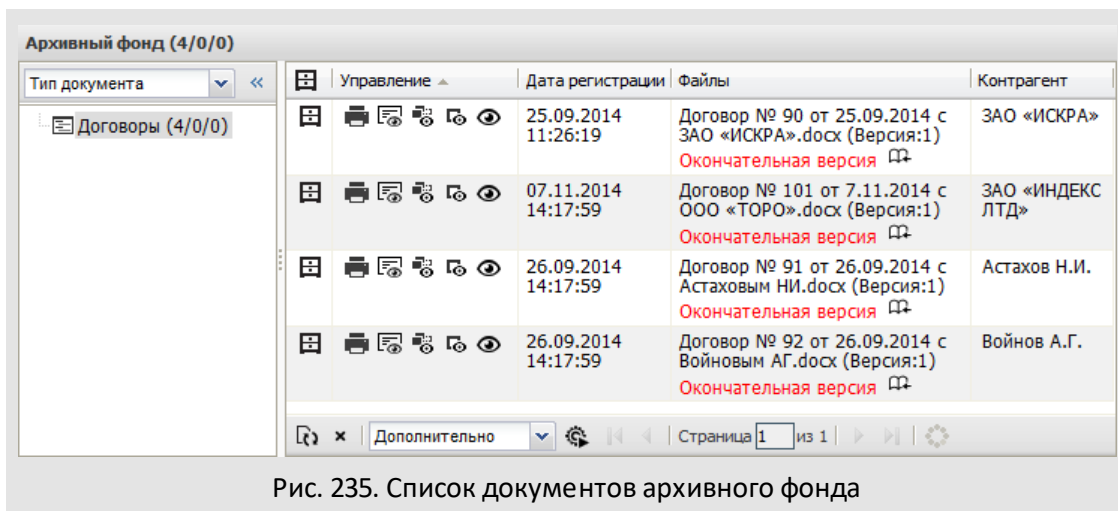 Архивный фонд (4/0/0)
Тип документа
Управление
Дата регистрации
Файлы
Контрагент
Договоры (4/0/0)
25.09.2014
11:26:19
Договор № 90 от 25.09.2014 с
ЗАО «ИСКРА».docx (Версия:1)
Окончательная версия
ЗАО «ИСКРА»
07.11.2014
14:17:59
Договор № 101 от 7.11.2014 с
ООО «ТОРО».docx (Версия:1)
Окончательная версия
ЗАО «ИНДЕКС
ЛТД»
26.09.2014
14:17:59
Договор № 91 от 26.09.2014 с
Астаховым НИ.docx (Версия:1)
Окончательная версия
Астахов Н.И.
26.09.2014
14:17:59
Договор № 92 от 26.09.2014 с
Войновым АГ.docx (Версия:1)
Окончательная версия
Войнов А.Г.
Дополнительно
Страница 1 из 1
Рис. 235. Список документов архивного фонда